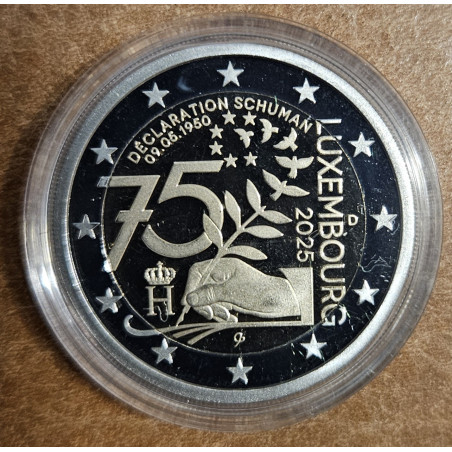 DÉCLARATION SCHUMAN
09.05.1950
75
LUXEMBOURG
2025
D
H